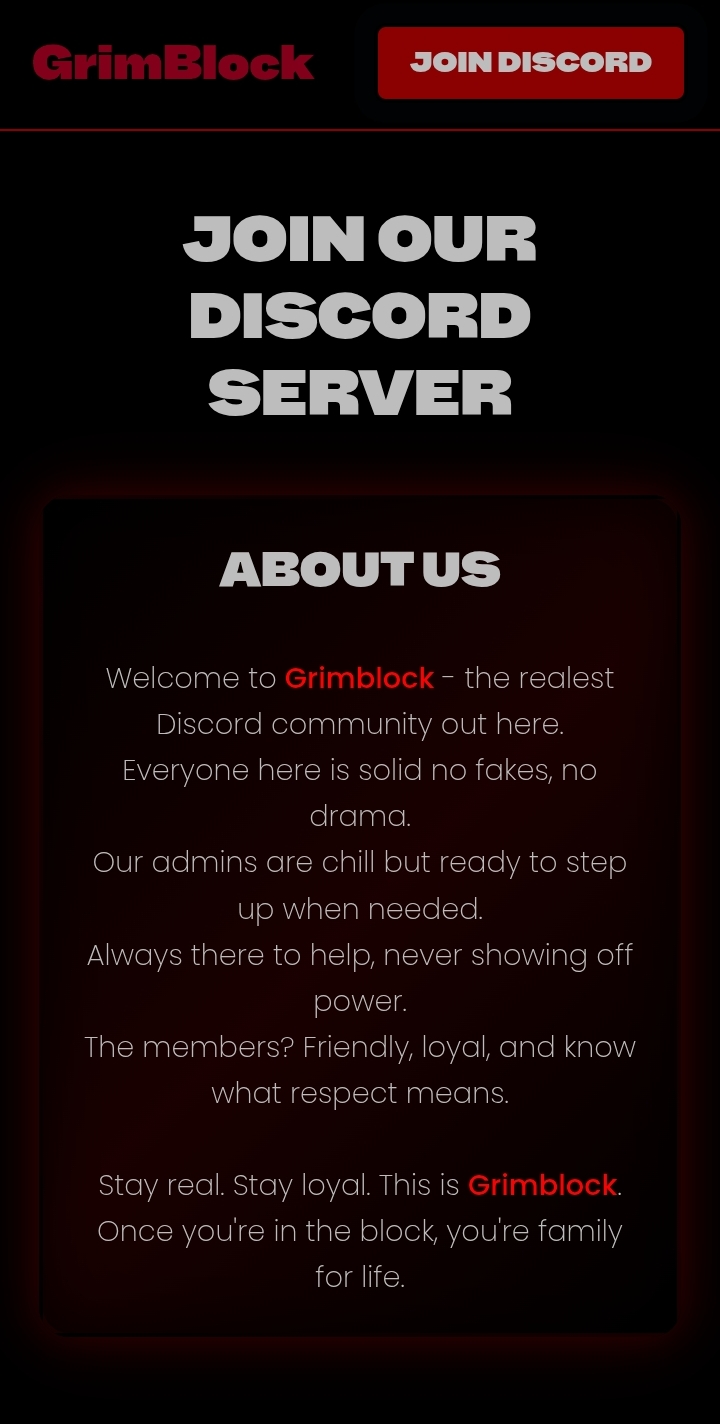 GrimBlock
JOIN DISCORD
JOIN OUR
DISCORD
SERVER
ABOUT US
Welcome to Grimblock - the realest
Discord community out here.
Everyone here is solid no fakes, no
drama.
Our admins are chill but ready to step
up when needed.
Always there to help, never showing off
power.
The members? Friendly, loyal, and know
what respect means.
Stay real. Stay loyal. This is Grimblock.
Once you're in the block, you're family
for life.